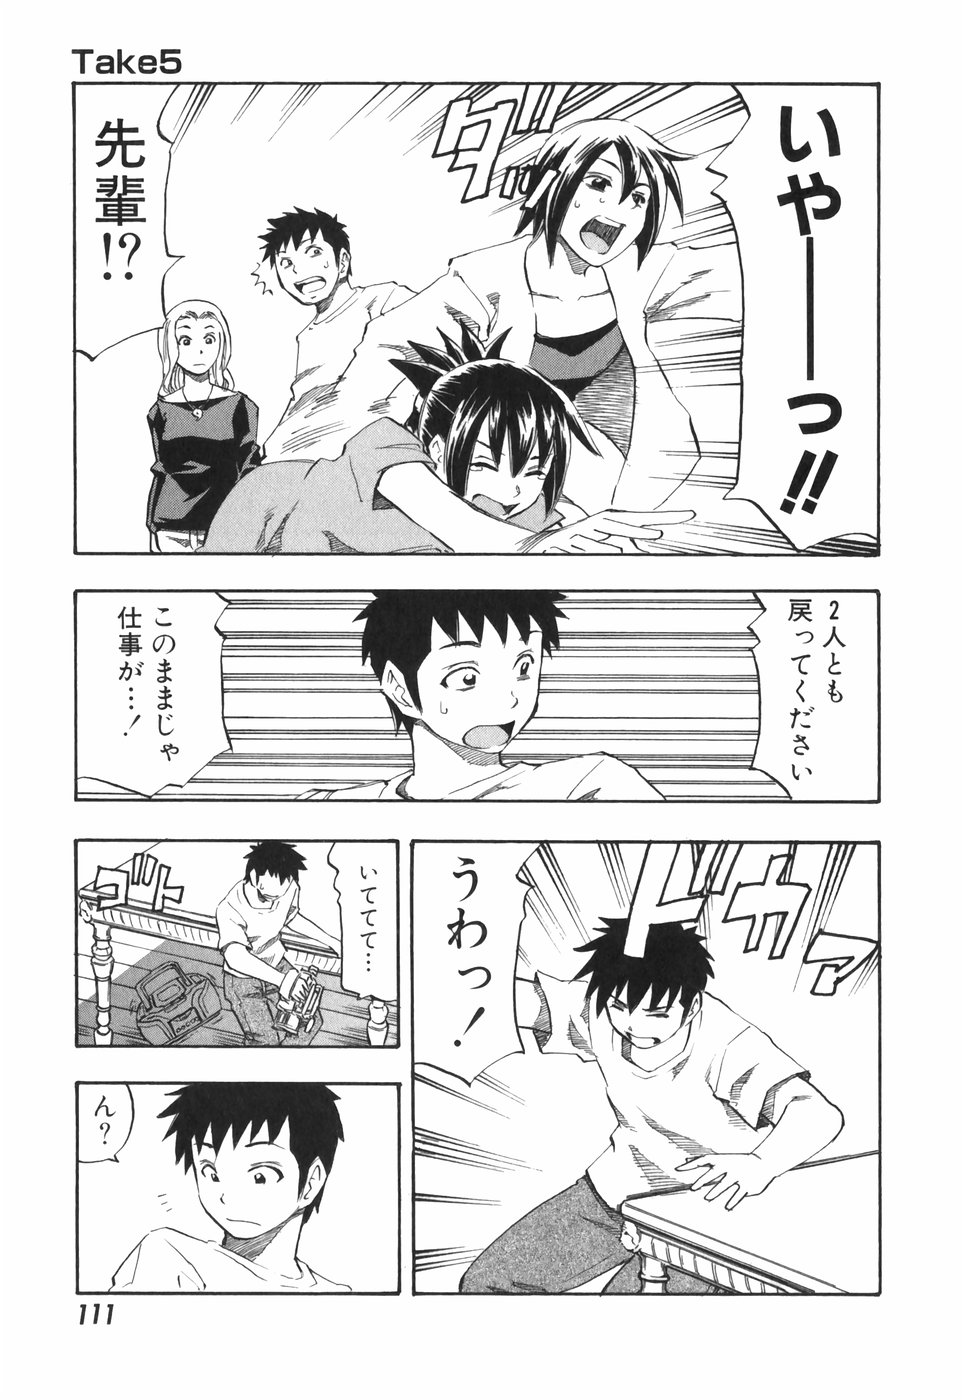 Take5
いやーーっ!!
ダッ!!
先輩!?
2人とも
戻ってください
このままじゃ
仕事が…!
ドカァ
うわっ!
いてててて…
ゴツト
ん?
111